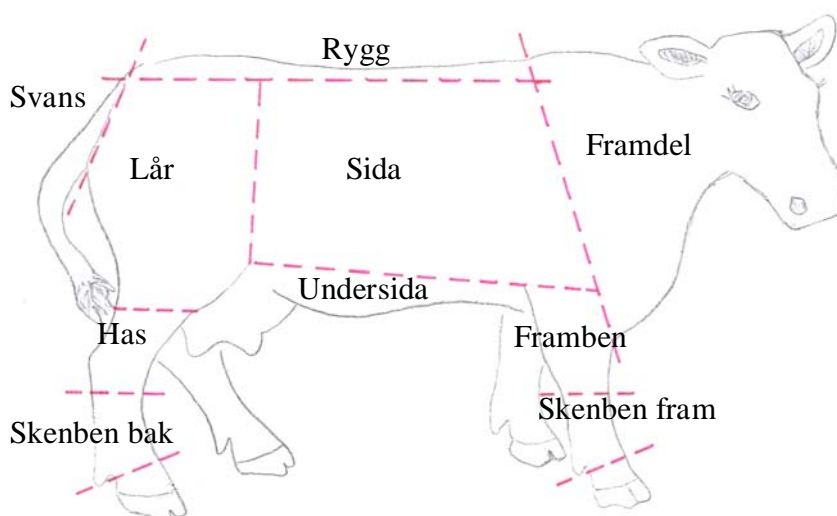 Rygg
Svans
Lår
Sida
Framdel
Undersida
Has
Framben
Skenben bak
Skenben fram